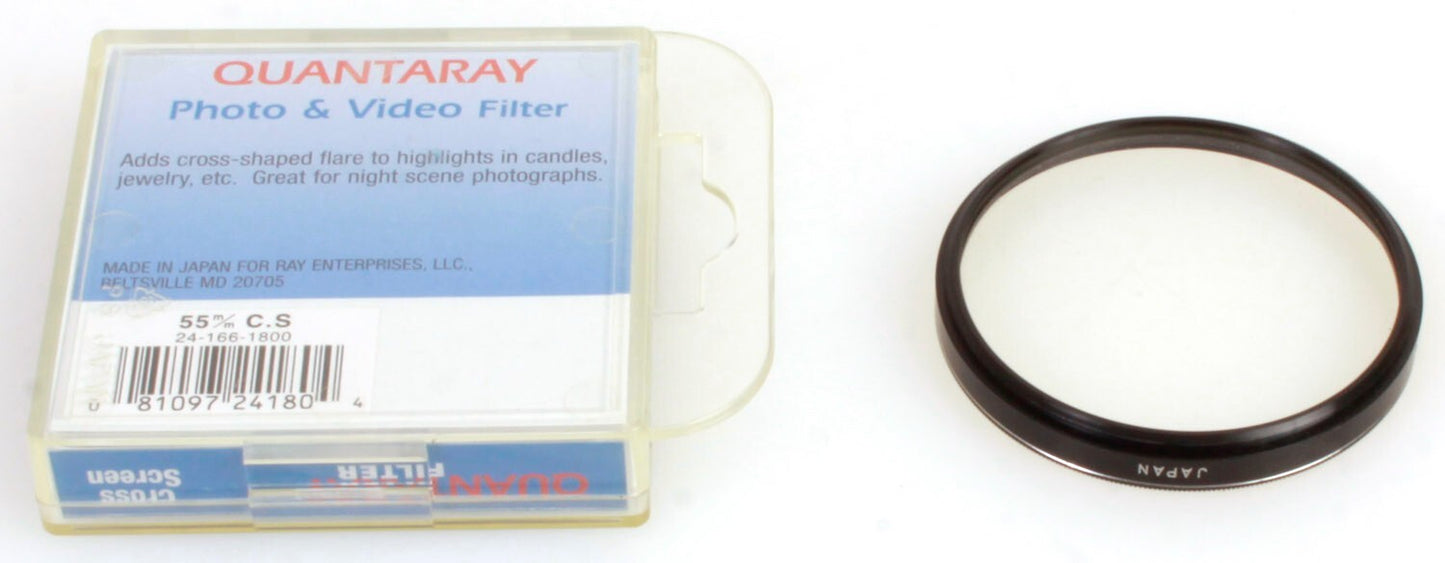 QUANTARAY
Photo & Video Filter
Adds cross-shaped flare to highlights in candles,
jewelry, etc. Great for night scene photographs.
MADE IN JAPAN FOR RAY ENTERPRISES, LLC.,
BELTSVILLE MD 20705
55m/m C.S
24-166-1800
U 81097 24180 4
Cross
Screen
QUANTARAY
FILTER
JAPAN